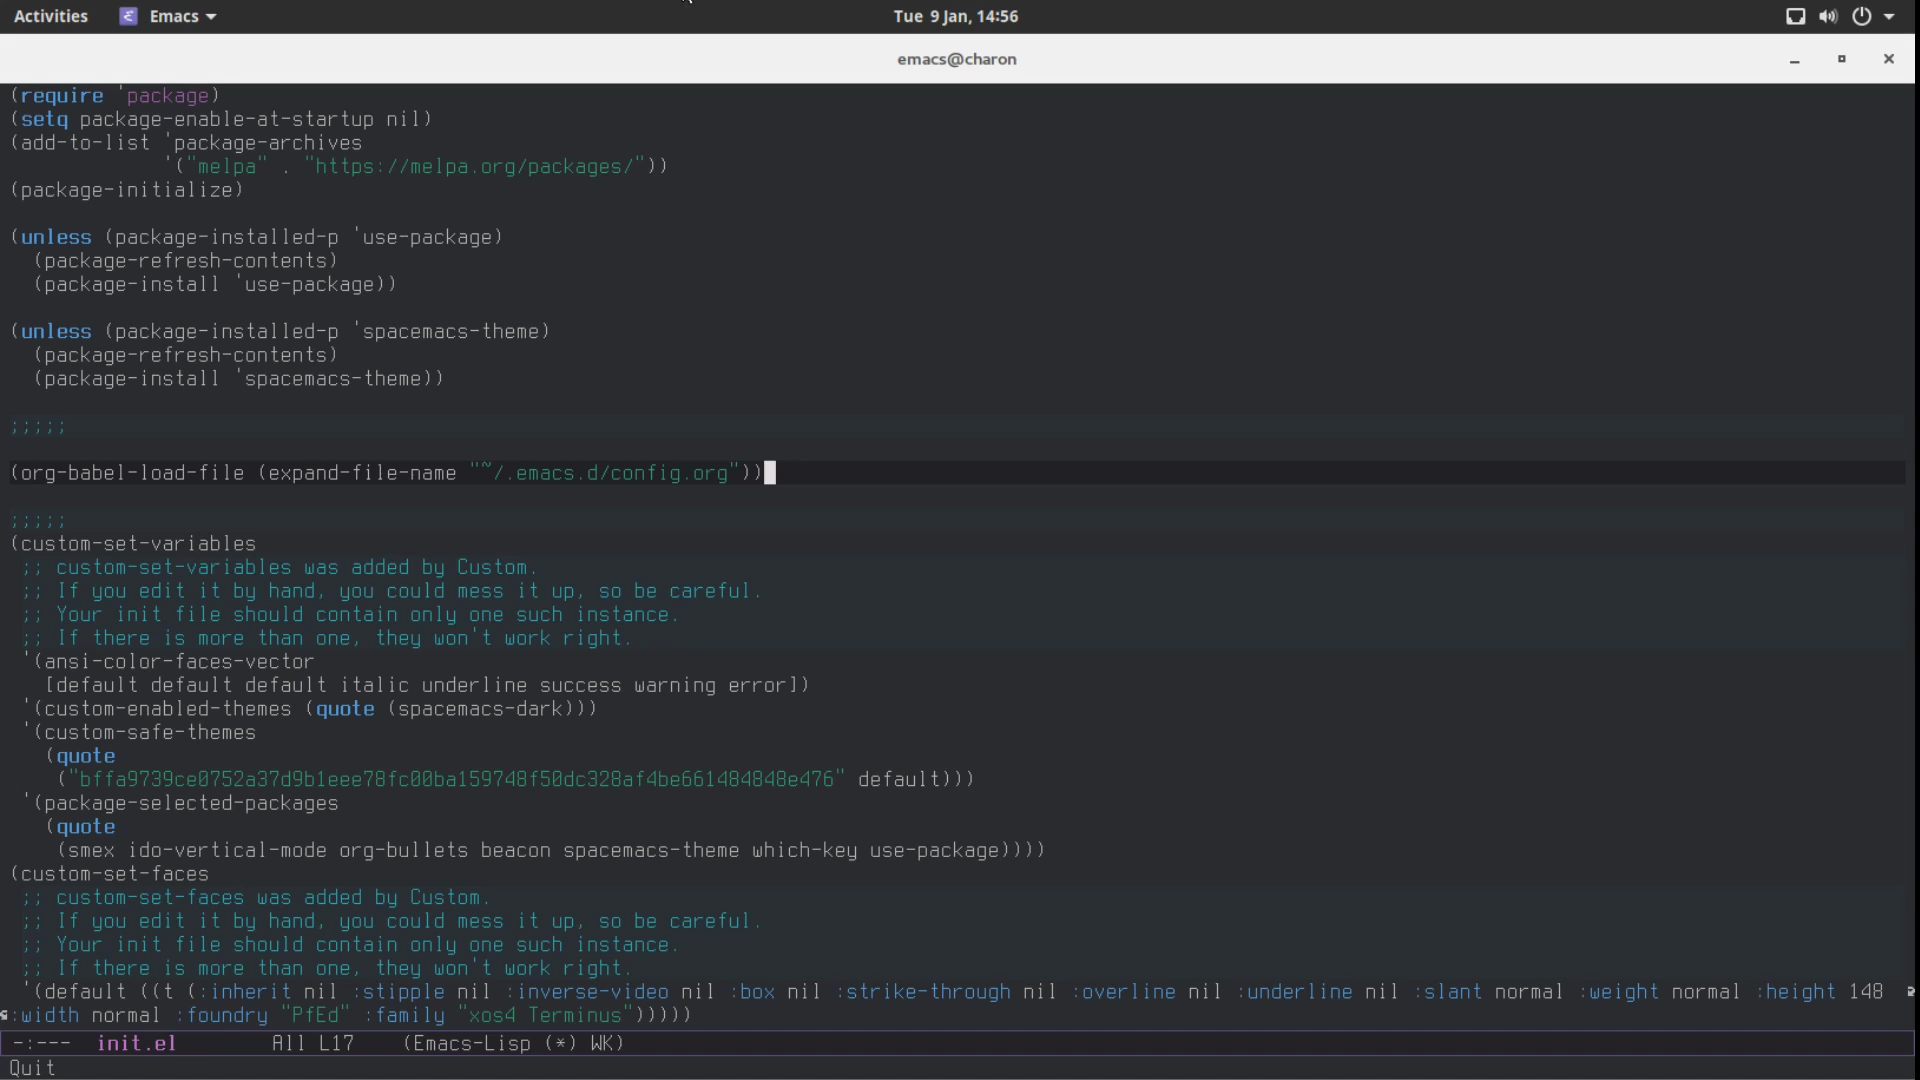 Activities Emacs Tue 9 Jan, 14:56
emacs@charon
(require 'package)
(setq package-enable-at-startup nil)
(add-to-list 'package-archives
'("melpa" . "https://melpa.org/packages/"))
(package-initialize)
(unless (package-installed-p 'use-package)
(package-refresh-contents)
(package-install 'use-package))
(unless (package-installed-p 'spacemacs-theme)
(package-refresh-contents)
(package-install 'spacemacs-theme))
;;;;;
(org-babel-load-file (expand-file-name "~/.emacs.d/config.org"))
;;;;;
(custom-set-variables
;; custom-set-variables was added by Custom.
;; If you edit it by hand, you could mess it up, so be careful.
;; Your init file should contain only one such instance.
;; If there is more than one, they won't work right.
'(ansi-color-faces-vector
[default default default italic underline success warning error])
'(custom-enabled-themes (quote (spacemacs-dark)))
'(custom-safe-themes
(quote
("bffa9739ce0752a37d9b1eee78fc00ba159748f50dc328af4be661484848e476" default)))
'(package-selected-packages
(quote
(smex ido-vertical-mode org-bullets beacon spacemacs-theme which-key use-package))))
(custom-set-faces
;; custom-set-faces was added by Custom.
;; If you edit it by hand, you could mess it up, so be careful.
;; Your init file should contain only one such instance.
;; If there is more than one, they won't work right.
'(default ((t (:inherit nil :stipple nil :inverse-video nil :box nil :strike-through nil :overline nil :underline nil :slant normal :weight normal :height 148
:width normal :foundry "PfEd" :family "xos4 Terminus")))))
-:--- init.el All L17 (Emacs-Lisp (*) WK)
Quit